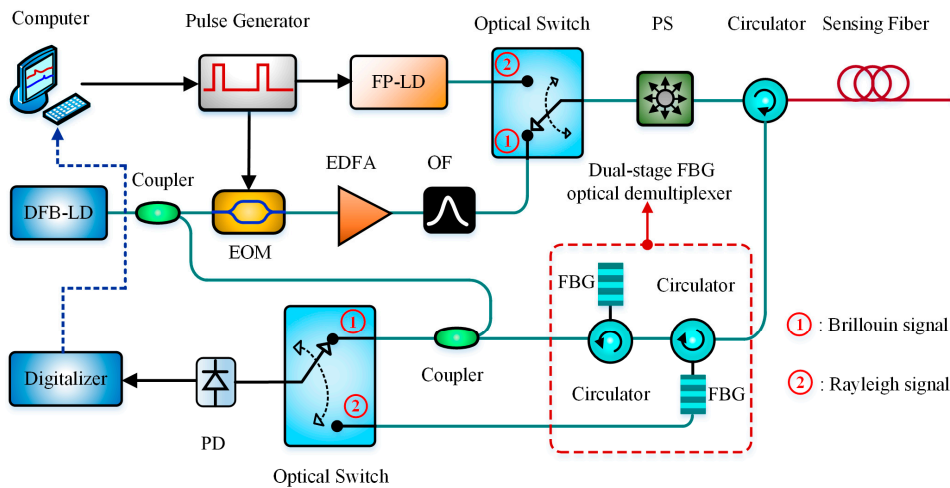 Computer
Pulse Generator
Optical Switch
PS
Circulator
Sensing Fiber
FP-LD
2
1
Coupler
EDFA
OF
Dual-stage FBG
optical demultiplexer
DFB-LD
EOM
FBG
Circulator
1
1 : Brillouin signal
Digitalizer
Coupler
Circulator
FBG
2 : Rayleigh signal
2
PD
Optical Switch